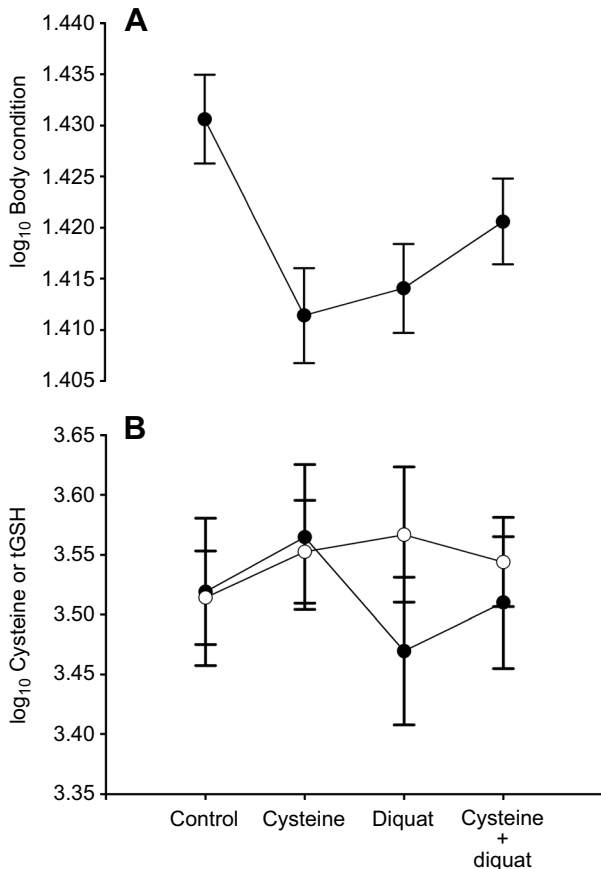 A
1.440
1.435
1.430
1.425
1.420
1.415
1.410
1.405
log10 Body condition
B
3.65
3.60
3.55
3.50
3.45
3.40
3.35
log10 Cysteine or tGSH
Control
Cysteine
Diquat
Cysteine
+
diquat